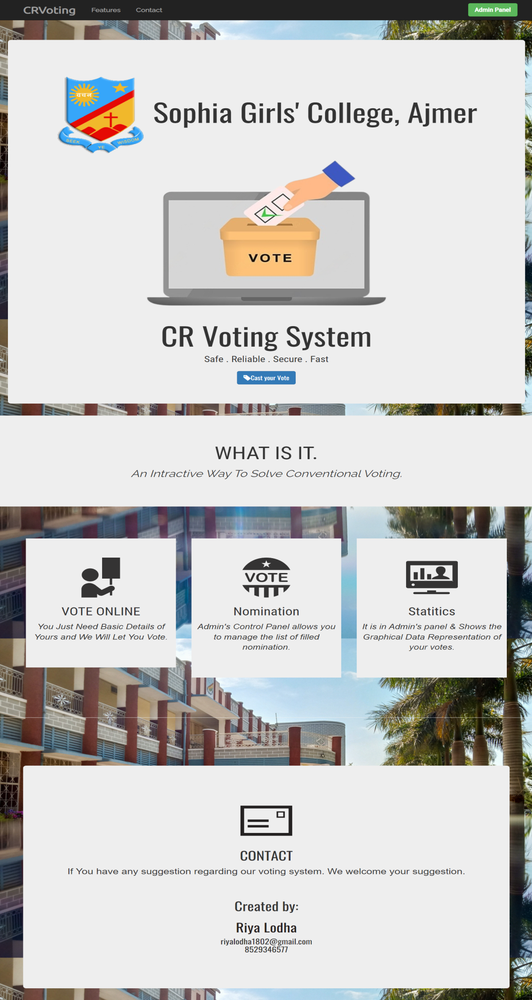 CRVoting Features Contact Admin Panel
वचन
SEEK YE WISDOM
Sophia Girls' College, Ajmer
VOTE
CR Voting System
Safe . Reliable . Secure . Fast
Cast your Vote
WHAT IS IT.
An Intractive Way To Solve Conventional Voting.
VOTE ONLINE
You Just Need Basic Details of
Yours and We Will Let You Vote.
VOTE
Nomination
Admin's Control Panel allows you
to manage the list of filled
nomination.
Statitics
It is in Admin's panel & Shows the
Graphical Data Representation of
your votes.
CONTACT
If You have any suggestion regarding our voting system. We welcome your suggestion.
Created by:
Riya Lodha
riyalodha1802@gmail.com
8529346577